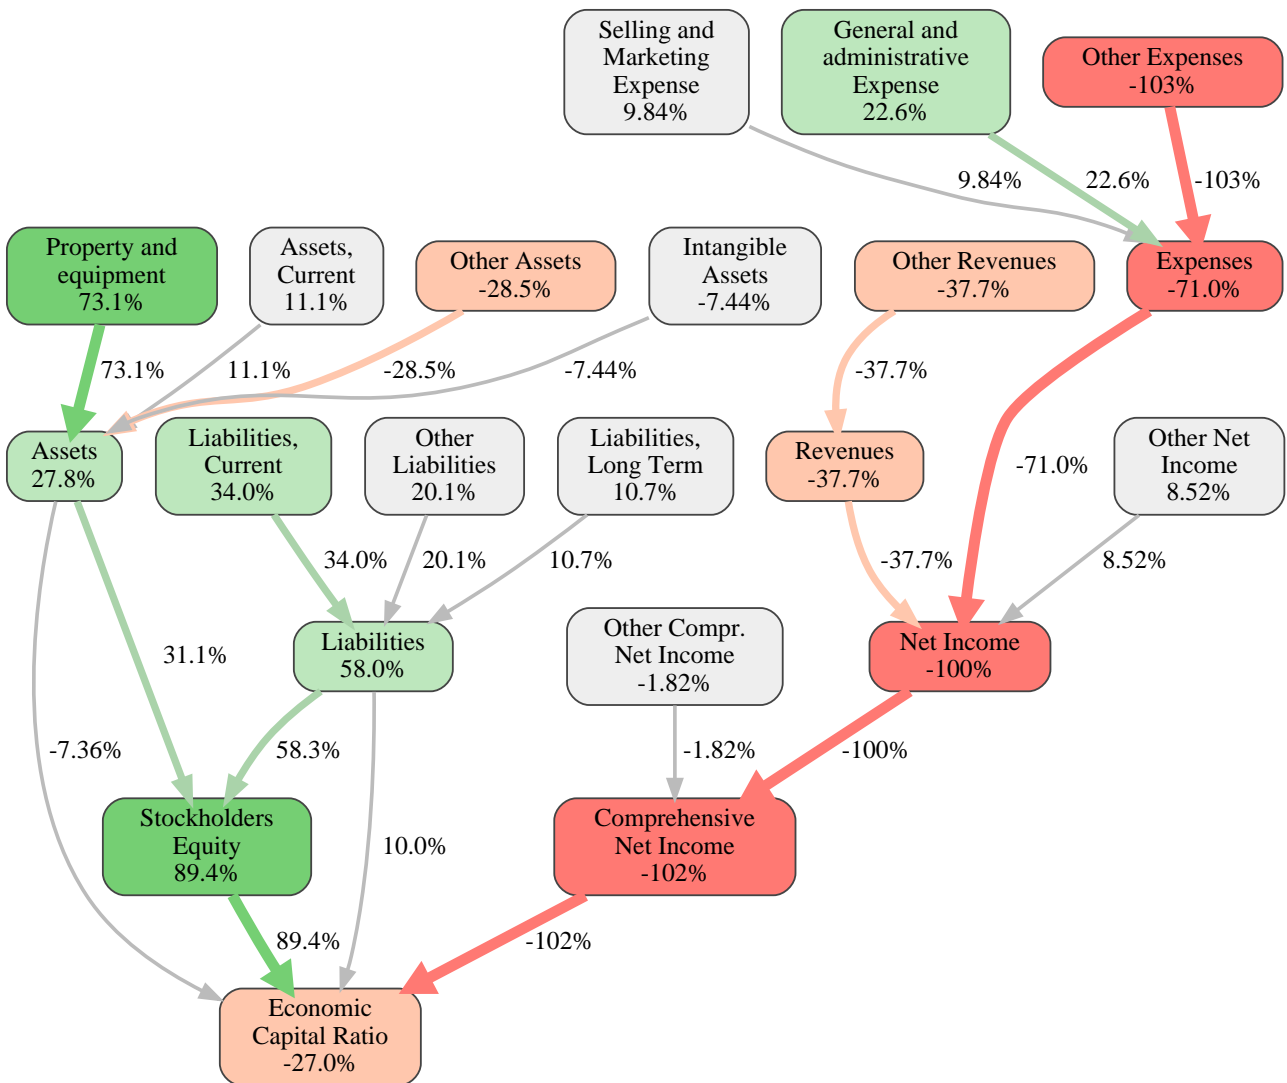 Selling and
Marketing
Expense
9.84%
General and
administrative
Expense
22.6%
Other Expenses
-103%
9.84%
22.6%
-103%
Property and
equipment
73.1%
Assets,
Current
11.1%
Other Assets
-28.5%
Intangible
Assets
-7.44%
Other Revenues
-37.7%
Expenses
-71.0%
73.1%
11.1%
-28.5%
-7.44%
-37.7%
Assets
27.8%
Liabilities,
Current
34.0%
Other
Liabilities
20.1%
Liabilities,
Long Term
10.7%
Revenues
-37.7%
-71.0%
Other Net
Income
8.52%
34.0%
20.1%
10.7%
-37.7%
8.52%
31.1%
Liabilities
58.0%
Other Compr.
Net Income
-1.82%
Net Income
-100%
-7.36%
58.3%
-1.82%
-100%
Stockholders
Equity
89.4%
10.0%
Comprehensive
Net Income
-102%
89.4%
-102%
Economic
Capital Ratio
-27.0%